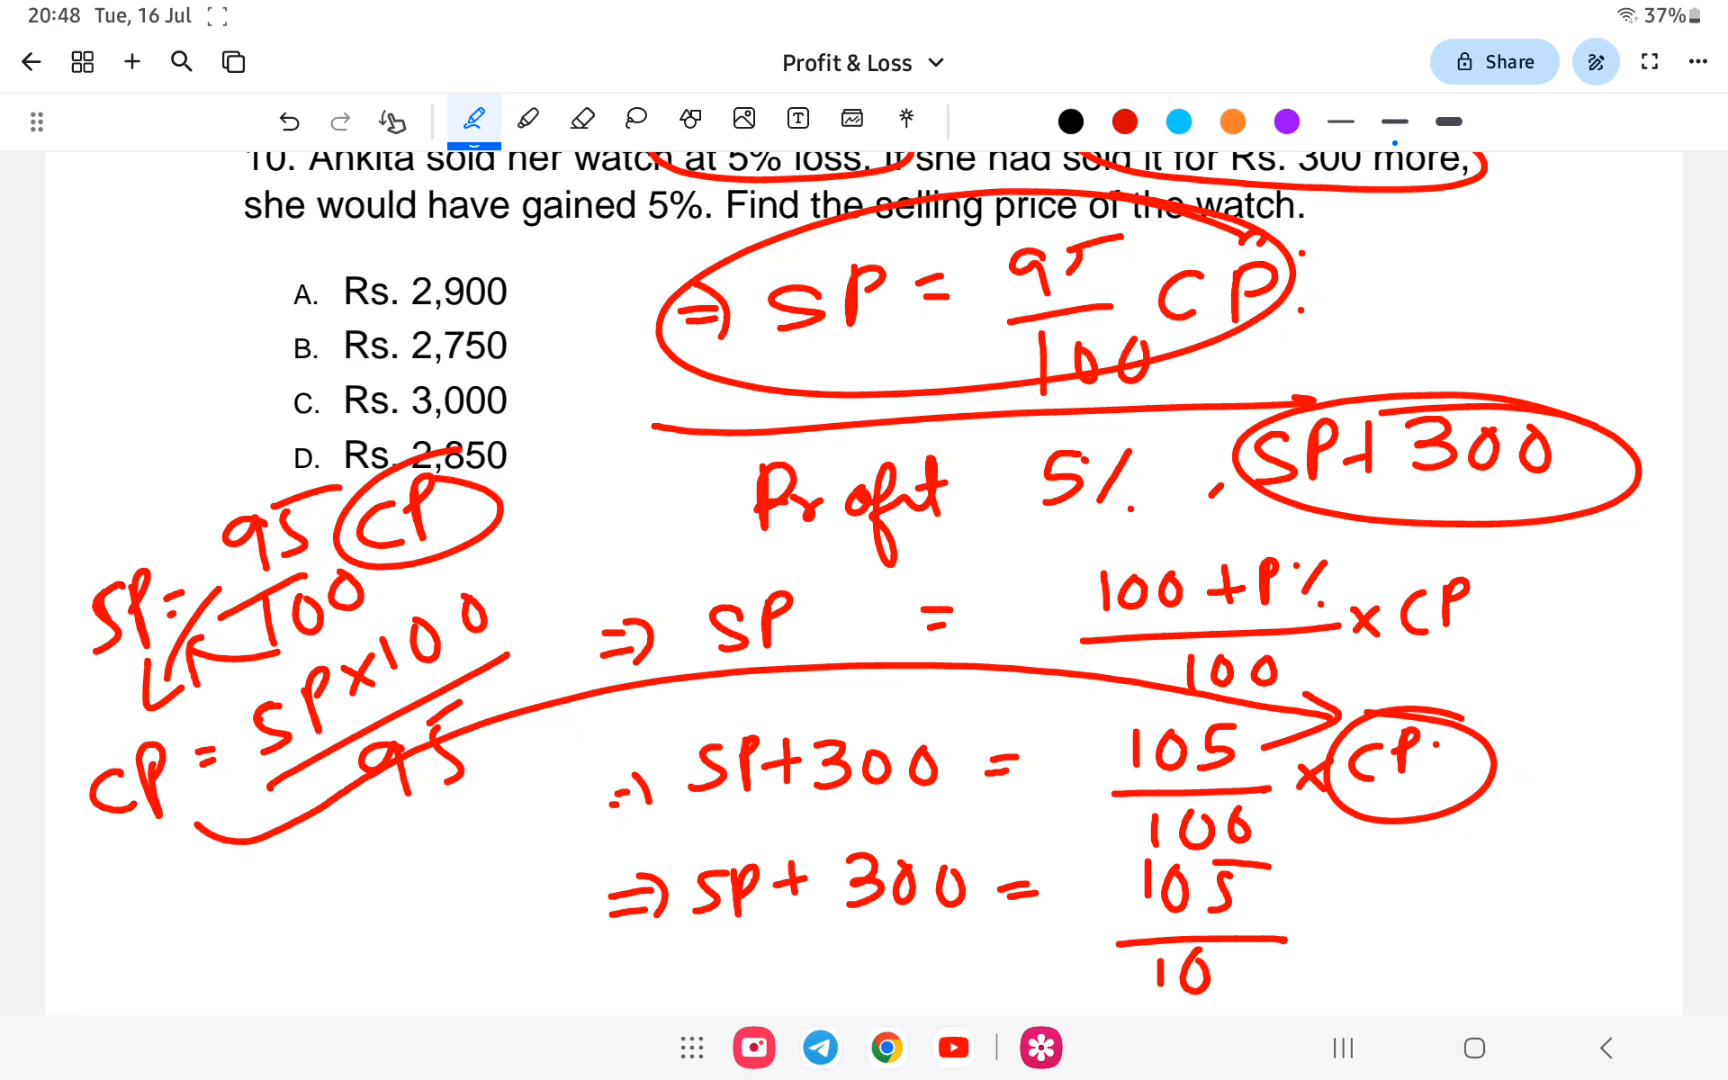 20:48 Tue, 16 Jul
37%
Profit & Loss
Share
10. Ankita sold her watch at 5% loss. If she had sold it for Rs. 300 more,
she would have gained 5%. Find the selling price of the watch.
A. Rs. 2,900
B. Rs. 2,750
C. Rs. 3,000
D. Rs. 2,850
⇒ SP = 95/100 CP
Profit 5%, SP+300
⇒ SP = 100 + P%/100 × CP
⇒ SP+300 = 105/100 × CP.
⇒ SP+ 300 = 105/10
SP = 95 CP/100
CP = SP×100/95